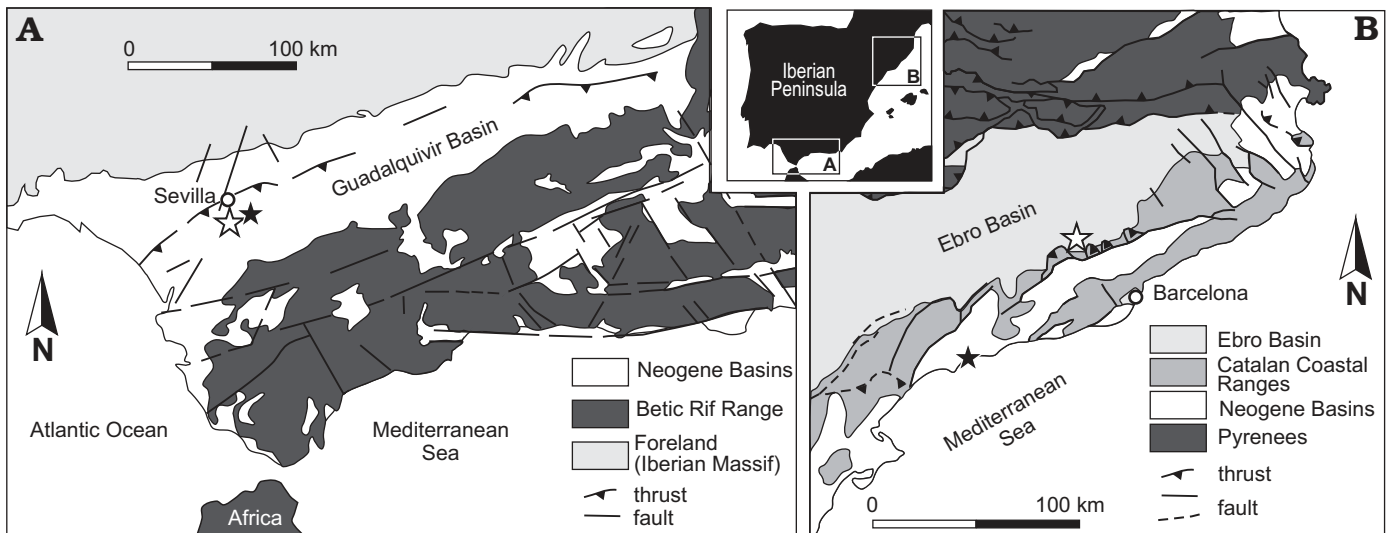 A
0 100 km
Guadalquivir Basin
Sevilla
N
Atlantic Ocean
Mediterranean
Sea
Africa
Neogene Basins
Betic Rif Range
Foreland
(Iberian Massif)
thrust
fault
Iberian
Peninsula
B
A
B
Ebro Basin
Barcelona
N
Mediterranean
Sea
Ebro Basin
Catalan Coastal
Ranges
Neogene Basins
Pyrenees
thrust
fault
0 100 km